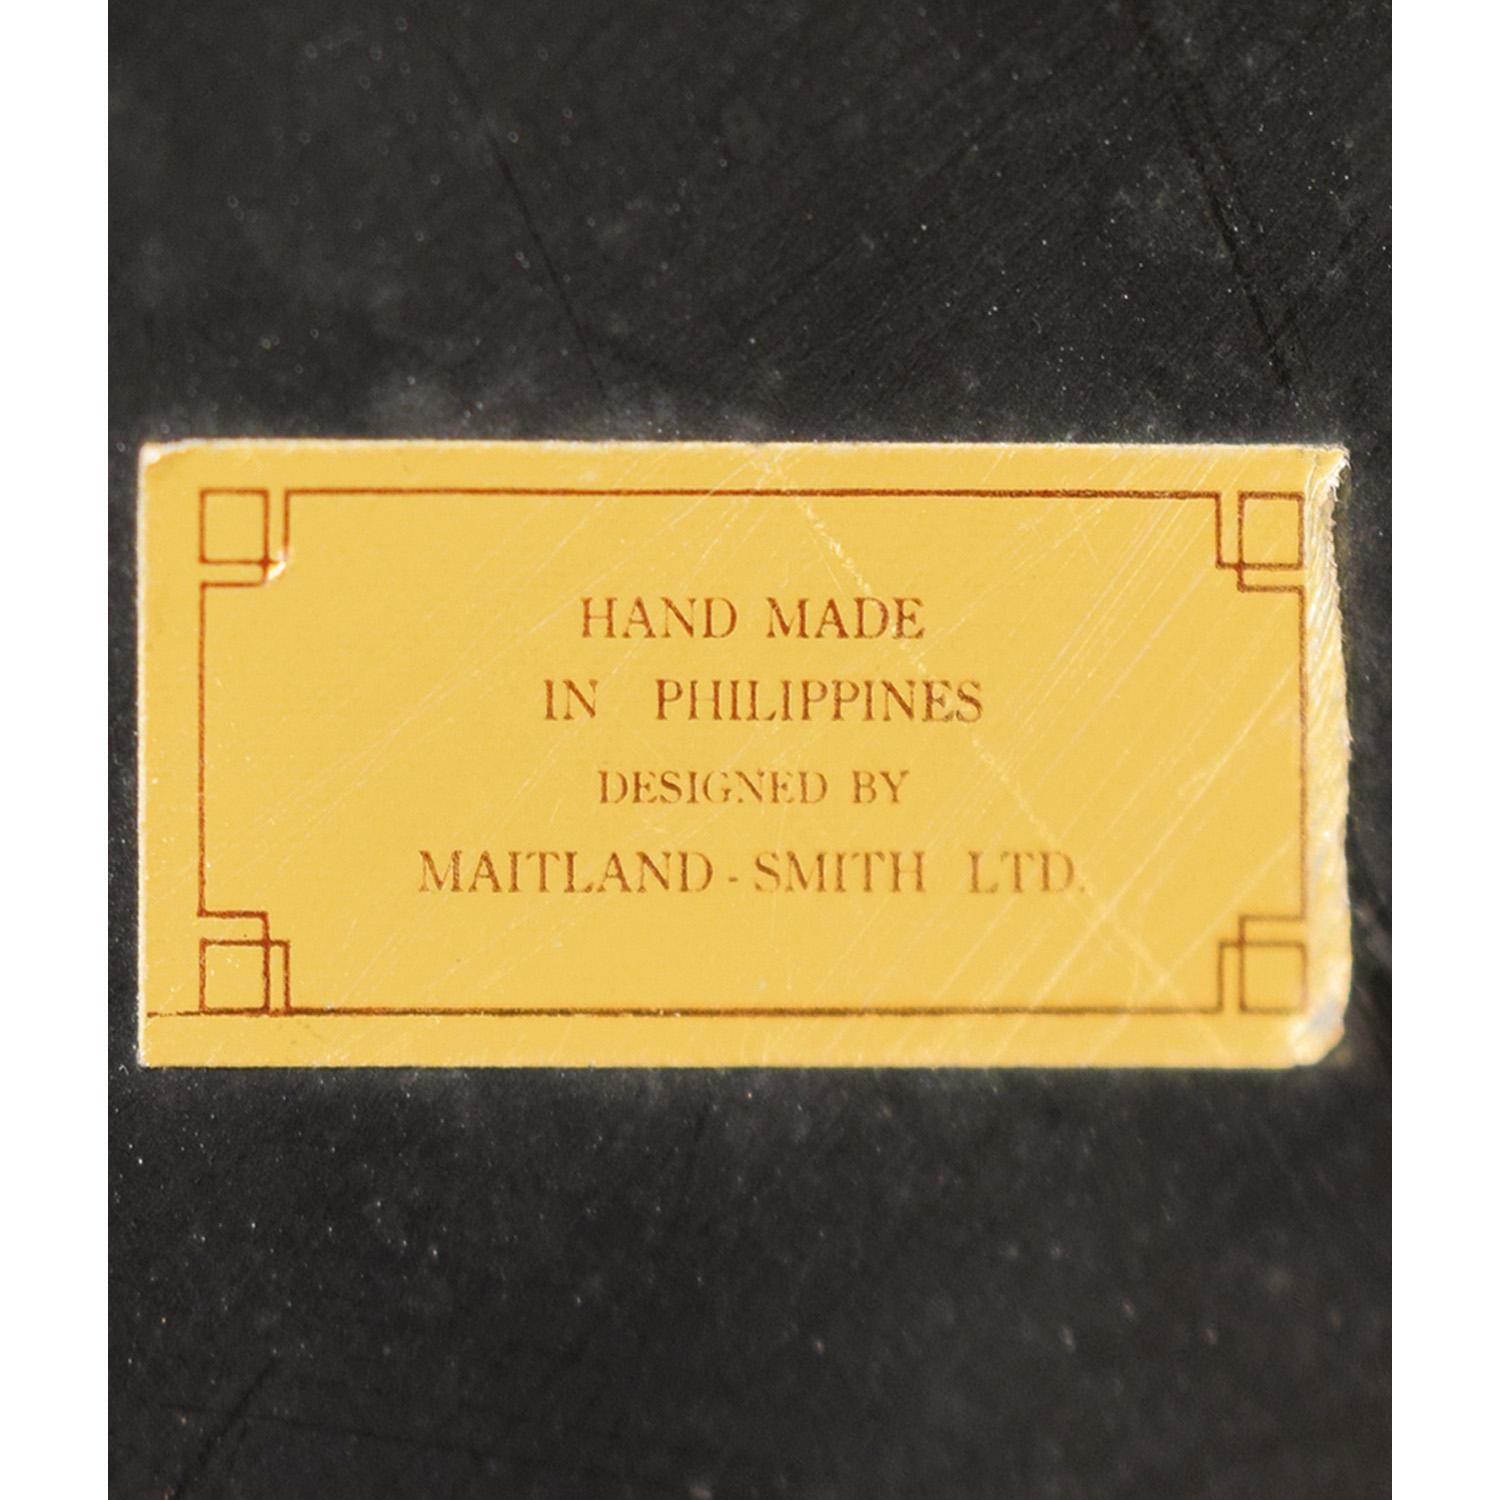 HAND MADE
IN PHILIPPINES
DESIGNED BY
MAITLAND - SMITH LTD.